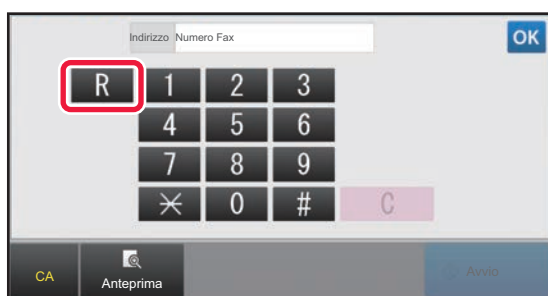 Indirizzo Numero Fax OK
R 1 2 3
4 5 6
7 8 9
* 0 # C
CA Anteprima Avvio